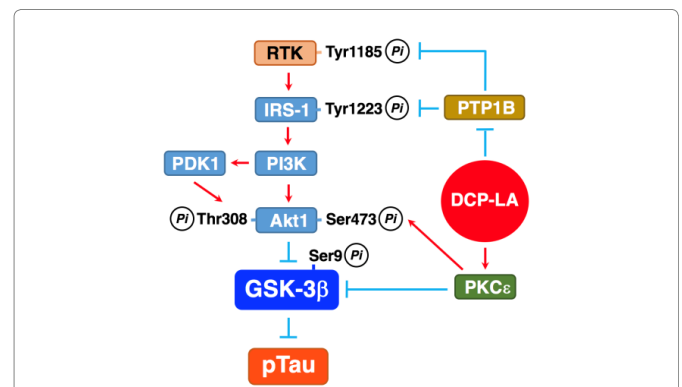 RTK Tyr1185 Pi
IRS-1 Tyr1223 Pi PTP1B
PDK1 PI3K
DCP-LA
Pi Thr308 Akt1 Ser473 Pi
Ser9 Pi
GSK-3β PKCε
pTau